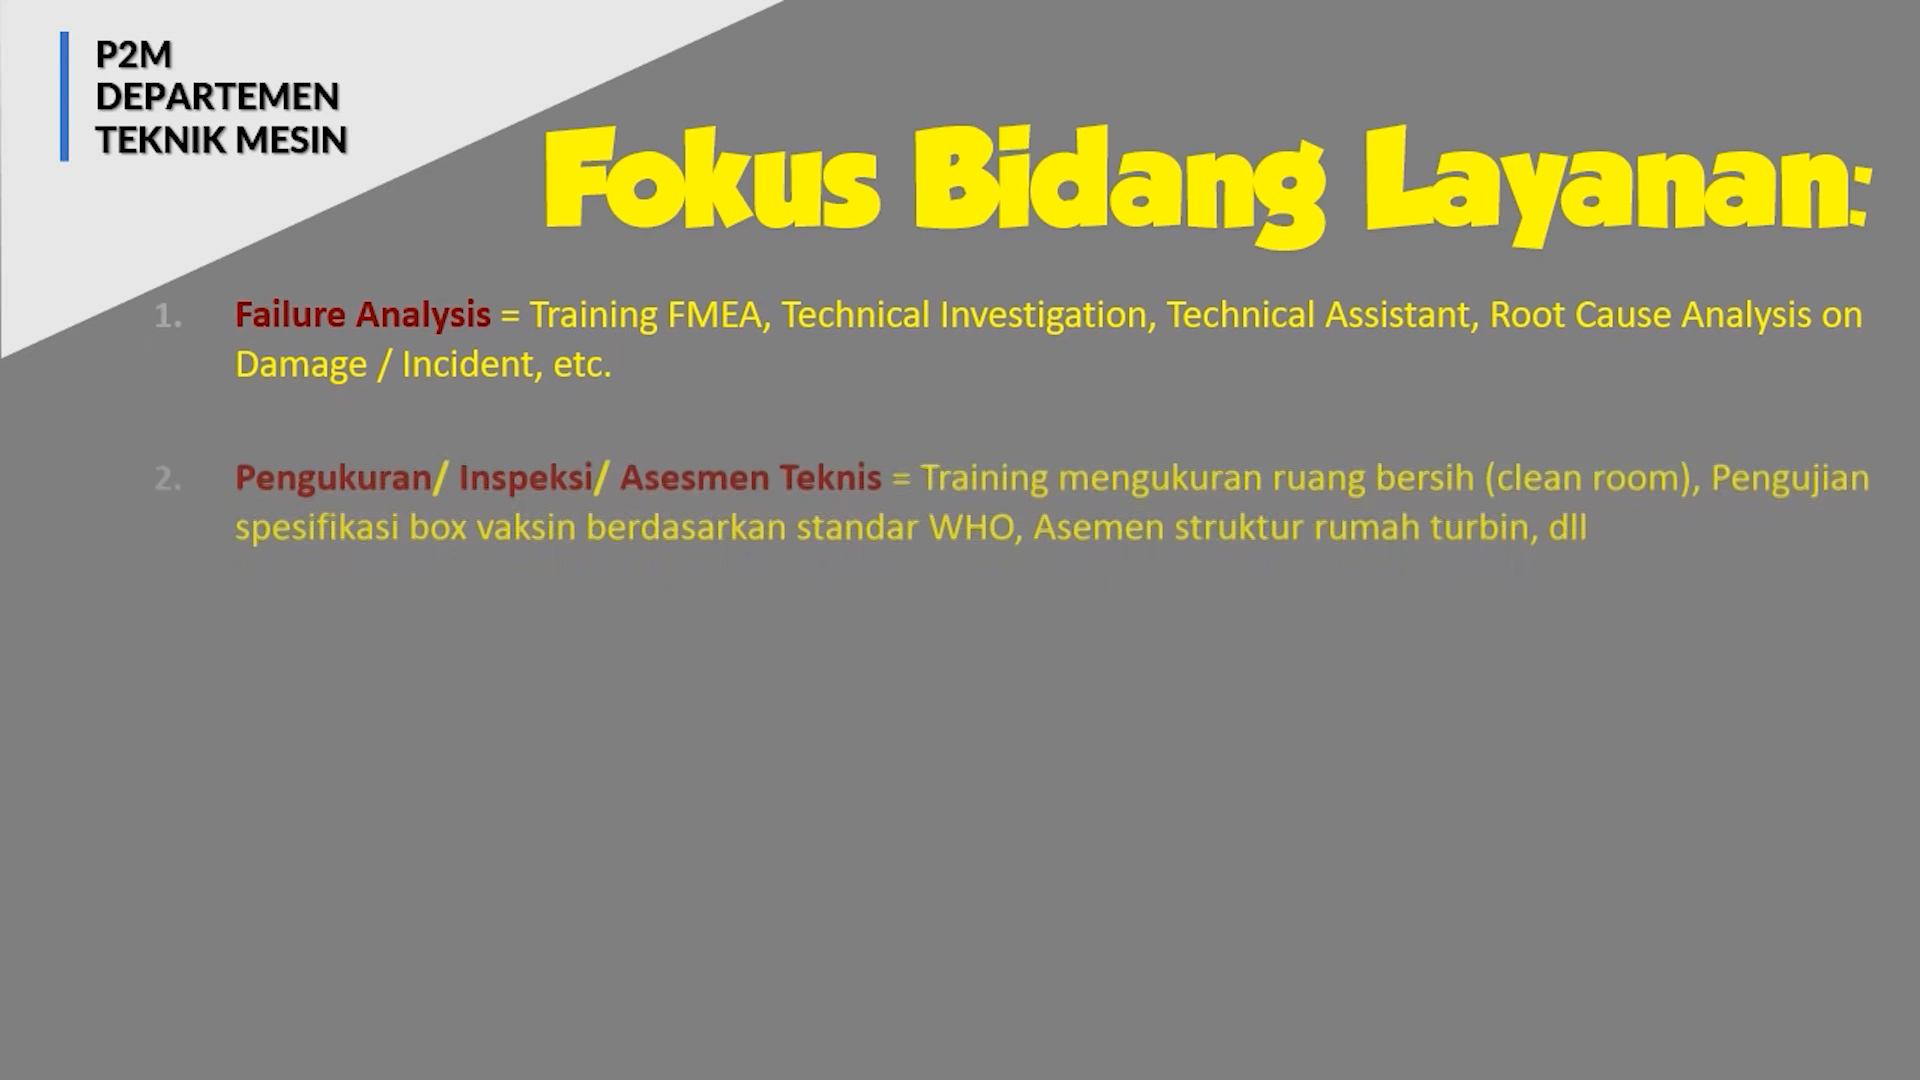 P2M
DEPARTEMEN
TEKNIK MESIN
Fokus Bidang Layanan:
1. Failure Analysis = Training FMEA, Technical Investigation, Technical Assistant, Root Cause Analysis on
Damage / Incident, etc.
2. Pengukuran/ Inspeksi/ Asesmen Teknis = Training mengukuran ruang bersih (clean room), Pengujian
spesifikasi box vaksin berdasarkan standar WHO, Asemen struktur rumah turbin, dll